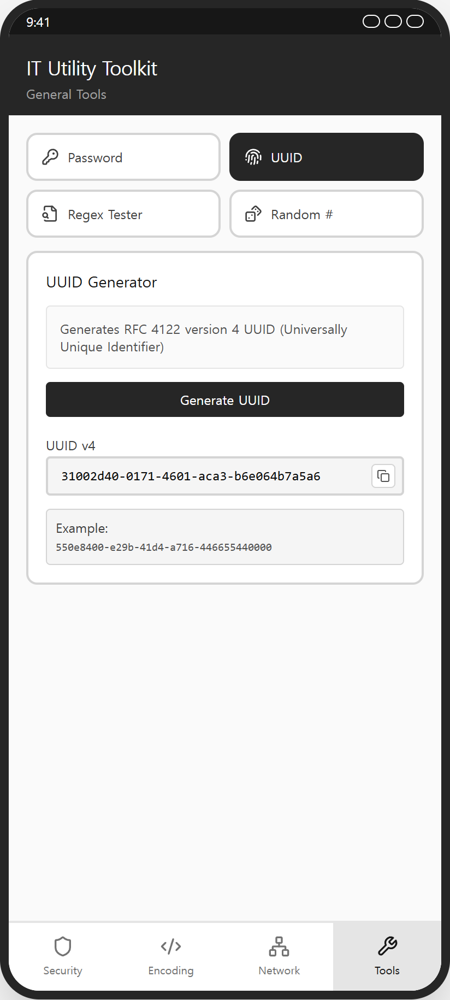 9:41
IT Utility Toolkit
General Tools
Password
UUID
Regex Tester
Random #
UUID Generator
Generates RFC 4122 version 4 UUID (Universally
Unique Identifier)
Generate UUID
UUID v4
31002d40-0171-4601-aca3-b6e064b7a5a6
Example:
550e8400-e29b-41d4-a716-446655440000
Security
Encoding
Network
Tools